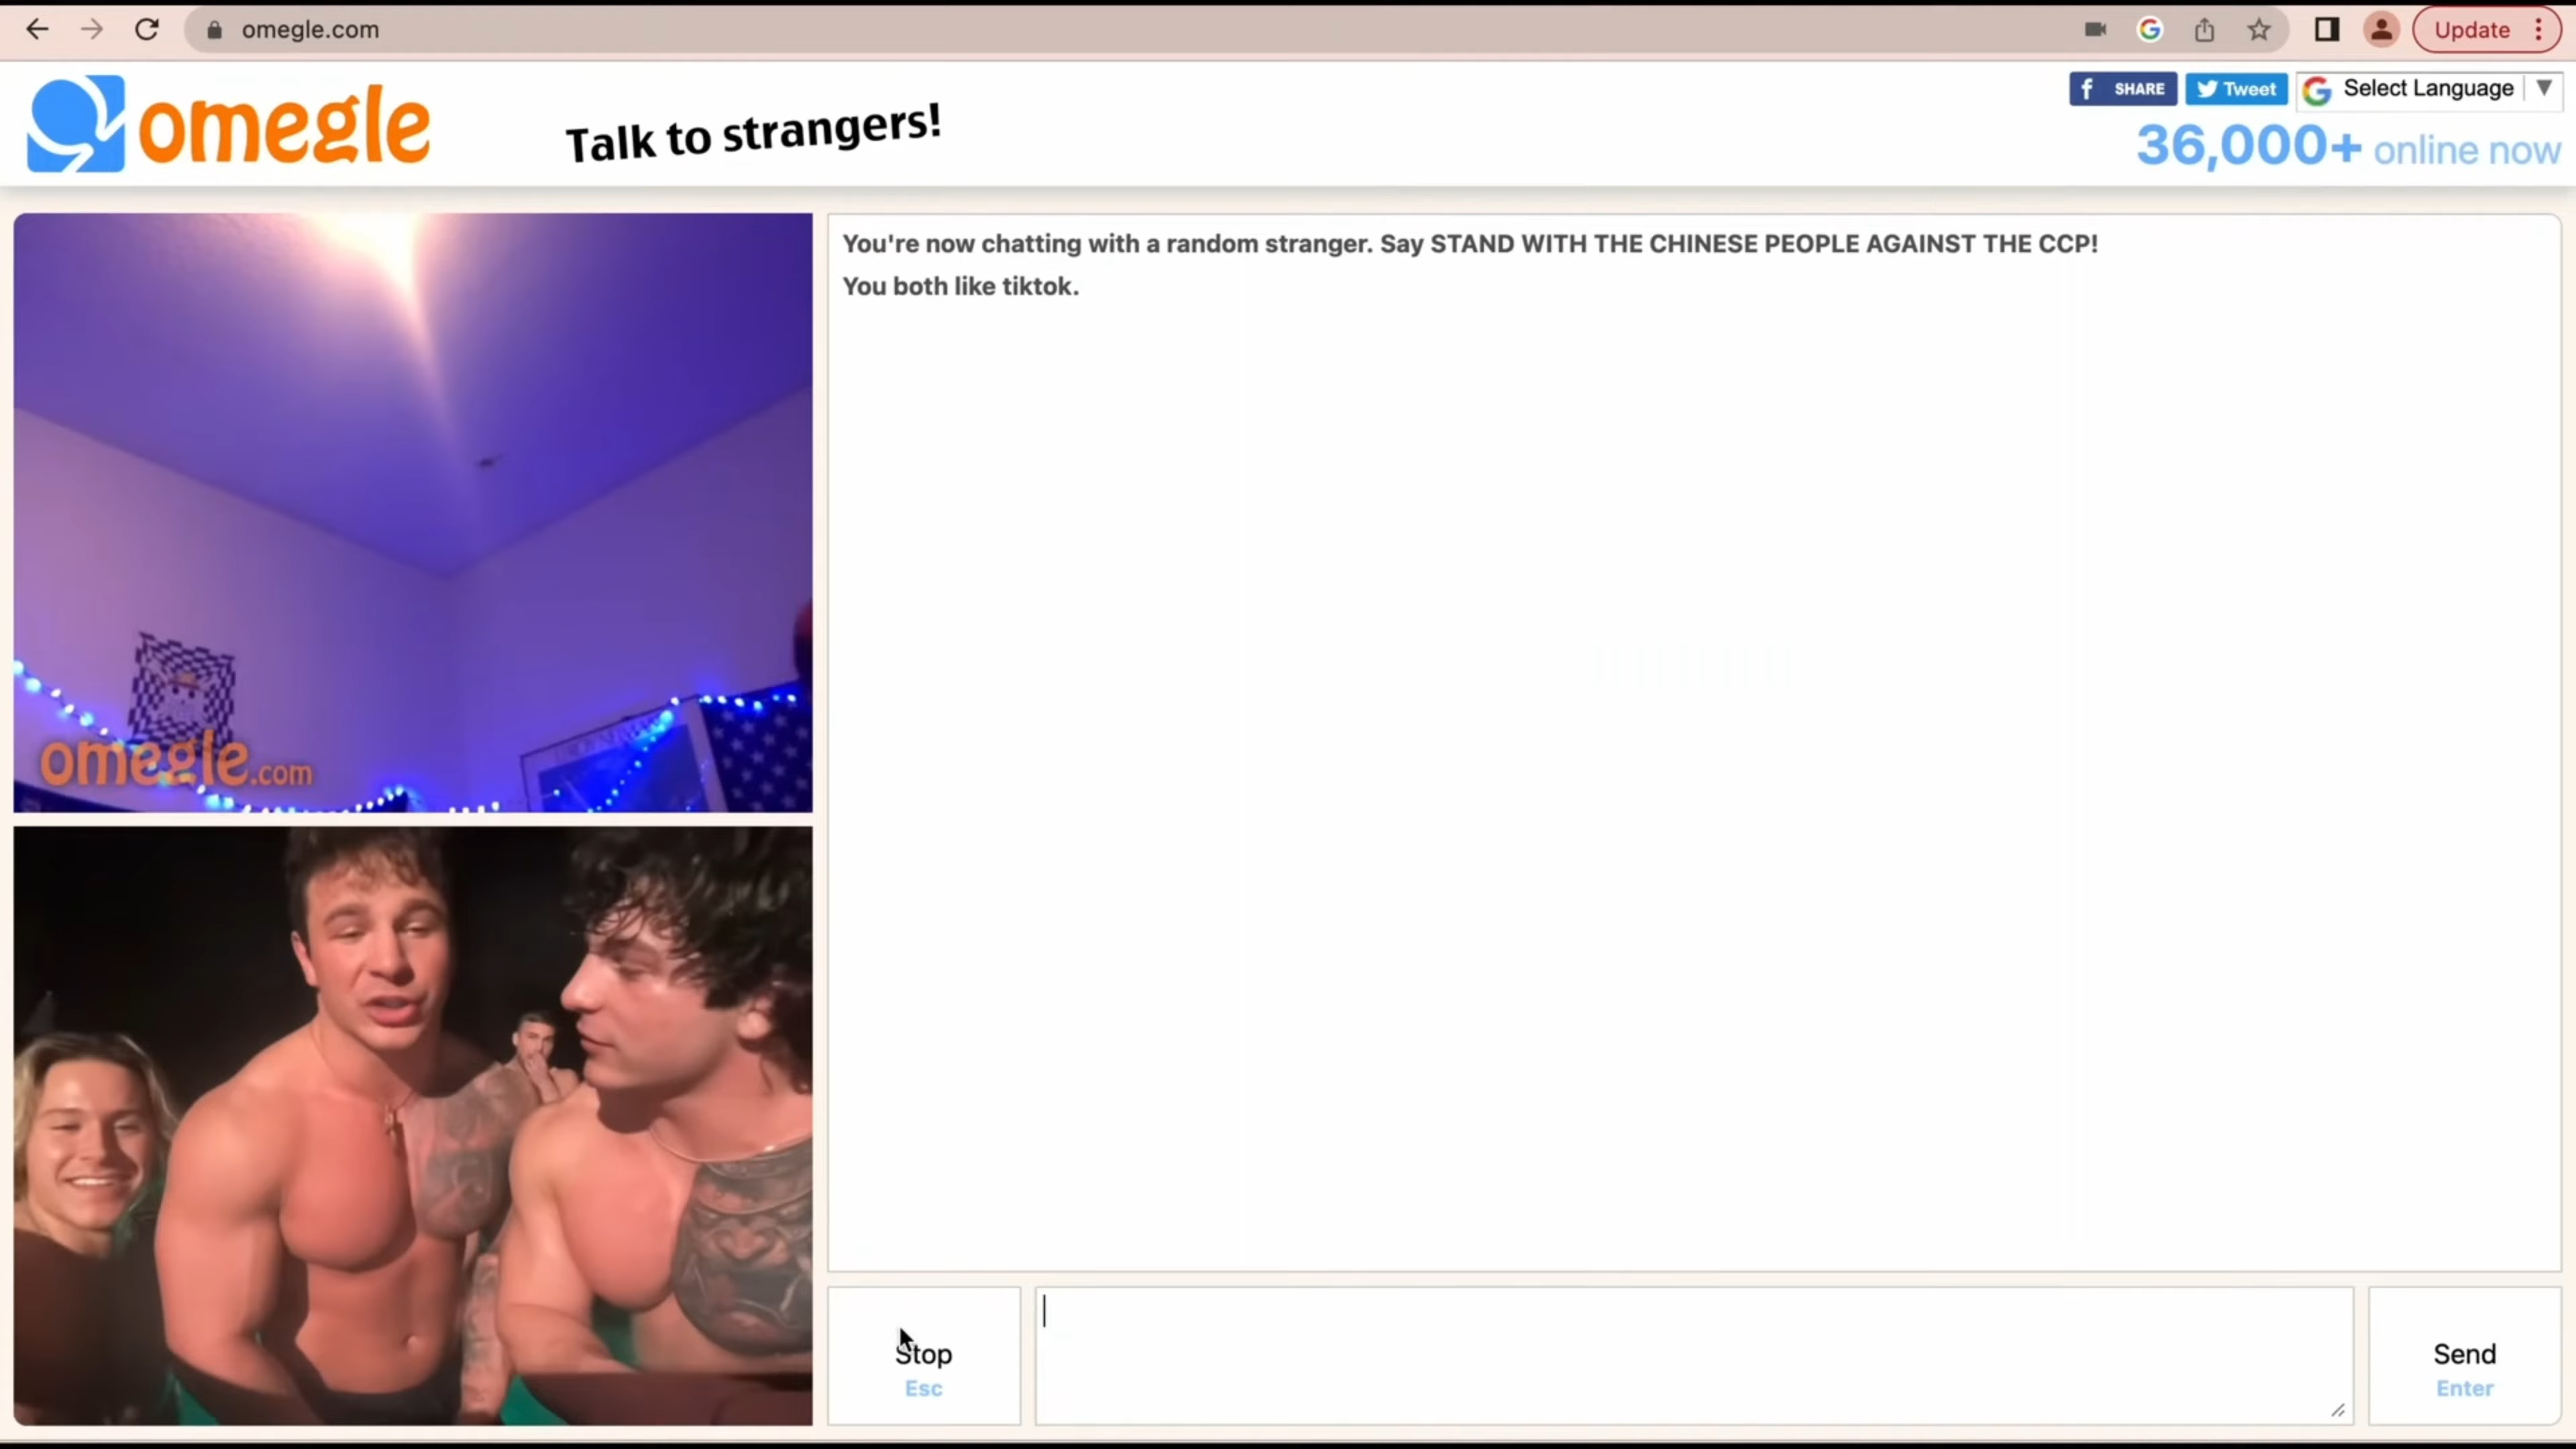 omegle.com
Update
omegle
Talk to strangers!
f SHARE
Tweet
G Select Language ▼
36,000+ online now
You're now chatting with a random stranger. Say STAND WITH THE CHINESE PEOPLE AGAINST THE CCP!
You both like tiktok.
omegle.com
Stop
Esc
Send
Enter